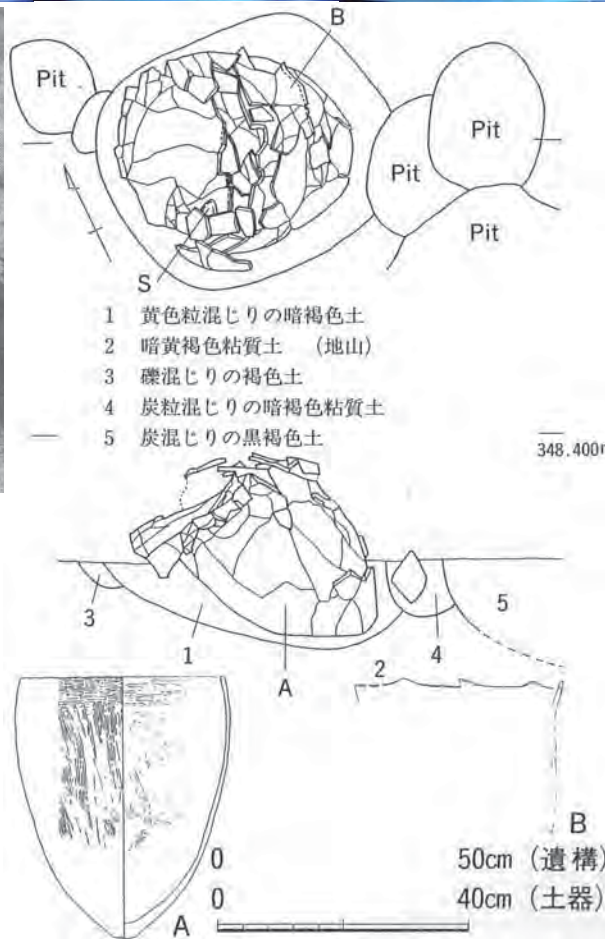 B
Pit
Pit
Pit
Pit
S
1 黄色粒混じりの暗褐色土
2 暗黄褐色粘質土 (地山)
3 礫混じりの褐色土
4 炭粒混じりの暗褐色粘質土
5 炭混じりの黒褐色土
348.400m
3
1
A
2
4
5
B
0 50cm (遺構)
0 40cm (土器)
A